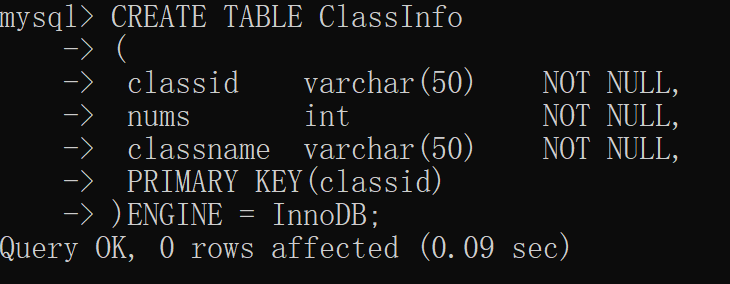 mysql> CREATE TABLE ClassInfo
    -> (
    ->  classid    varchar(50)    NOT NULL,
    ->  nums       int            NOT NULL,
    ->  classname  varchar(50)    NOT NULL,
    ->  PRIMARY KEY(classid)
    -> )ENGINE = InnoDB;
Query OK, 0 rows affected (0.09 sec)